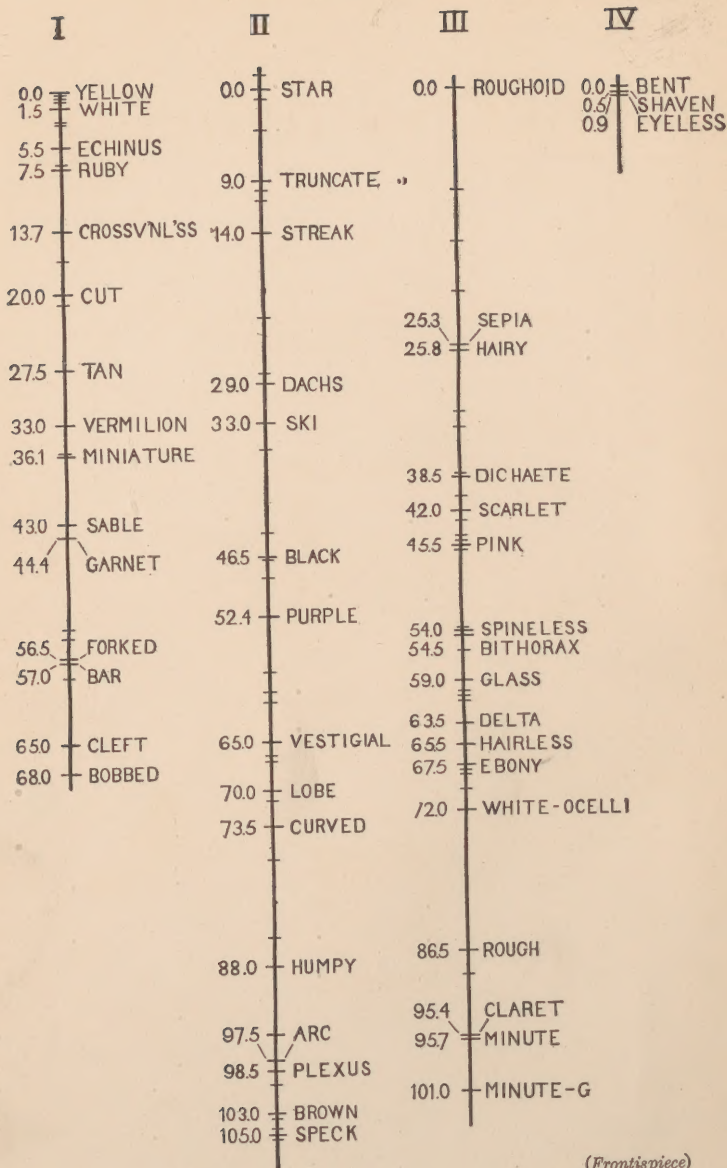 I
0.0 YELLOW
1.5 WHITE
5.5 ECHINUS
7.5 RUBY
13.7 CROSSV'NL'SS
20.0 CUT
27.5 TAN
33.0 VERMILION
36.1 MINIATURE
43.0 SABLE
44.4 GARNET
56.5 FORKED
57.0 BAR
65.0 CLEFT
68.0 BOBBED
II
0.0 STAR
9.0 TRUNCATE
14.0 STREAK
29.0 DACHS
33.0 SKI
46.5 BLACK
52.4 PURPLE
65.0 VESTIGIAL
70.0 LOBE
73.5 CURVED
88.0 HUMPY
97.5 ARC
98.5 PLEXUS
103.0 BROWN
105.0 SPECK
III
0.0 ROUGHOID
25.3 SEPIA
25.8 HAIRY
38.5 DICHAETE
42.0 SCARLET
45.5 PINK
54.0 SPINELESS
54.5 BITHORAX
59.0 GLASS
63.5 DELTA
65.5 HAIRLESS
67.5 EBONY
72.0 WHITE-OCELLI
86.5 ROUGH
95.4 CLARET
95.7 MINUTE
101.0 MINUTE-G
IV
0.0 BENT
0.5 SHAVEN
0.9 EYELESS
(Frontispiece)